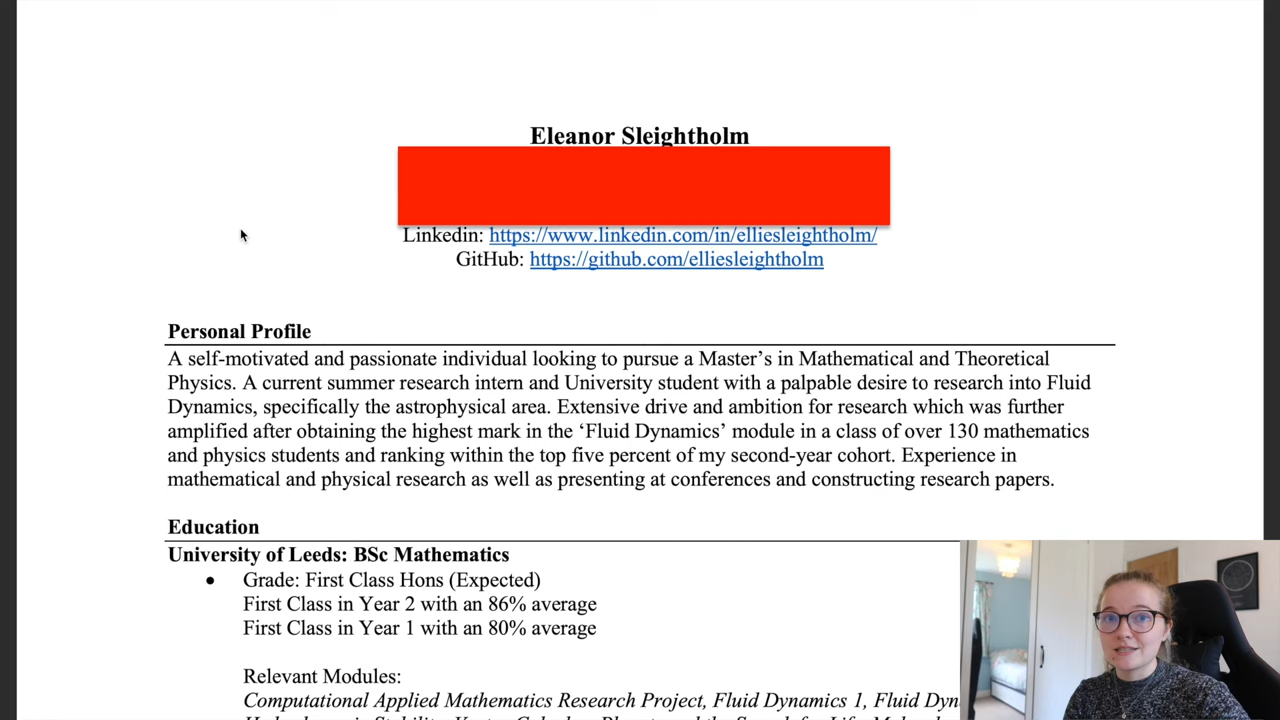 Eleanor Sleightholm
Linkedin: https://www.linkedin.com/in/elliesleightholm/
GitHub: https://github.com/elliesleightholm
Personal Profile
A self-motivated and passionate individual looking to pursue a Master’s in Mathematical and Theoretical
Physics. A current summer research intern and University student with a palpable desire to research into Fluid
Dynamics, specifically the astrophysical area. Extensive drive and ambition for research which was further
amplified after obtaining the highest mark in the ‘Fluid Dynamics’ module in a class of over 130 mathematics
and physics students and ranking within the top five percent of my second-year cohort. Experience in
mathematical and physical research as well as presenting at conferences and constructing research papers.
Education
University of Leeds: BSc Mathematics
• Grade: First Class Hons (Expected)
First Class in Year 2 with an 86% average
First Class in Year 1 with an 80% average
Relevant Modules:
Computational Applied Mathematics Research Project, Fluid Dynamics 1, Fluid